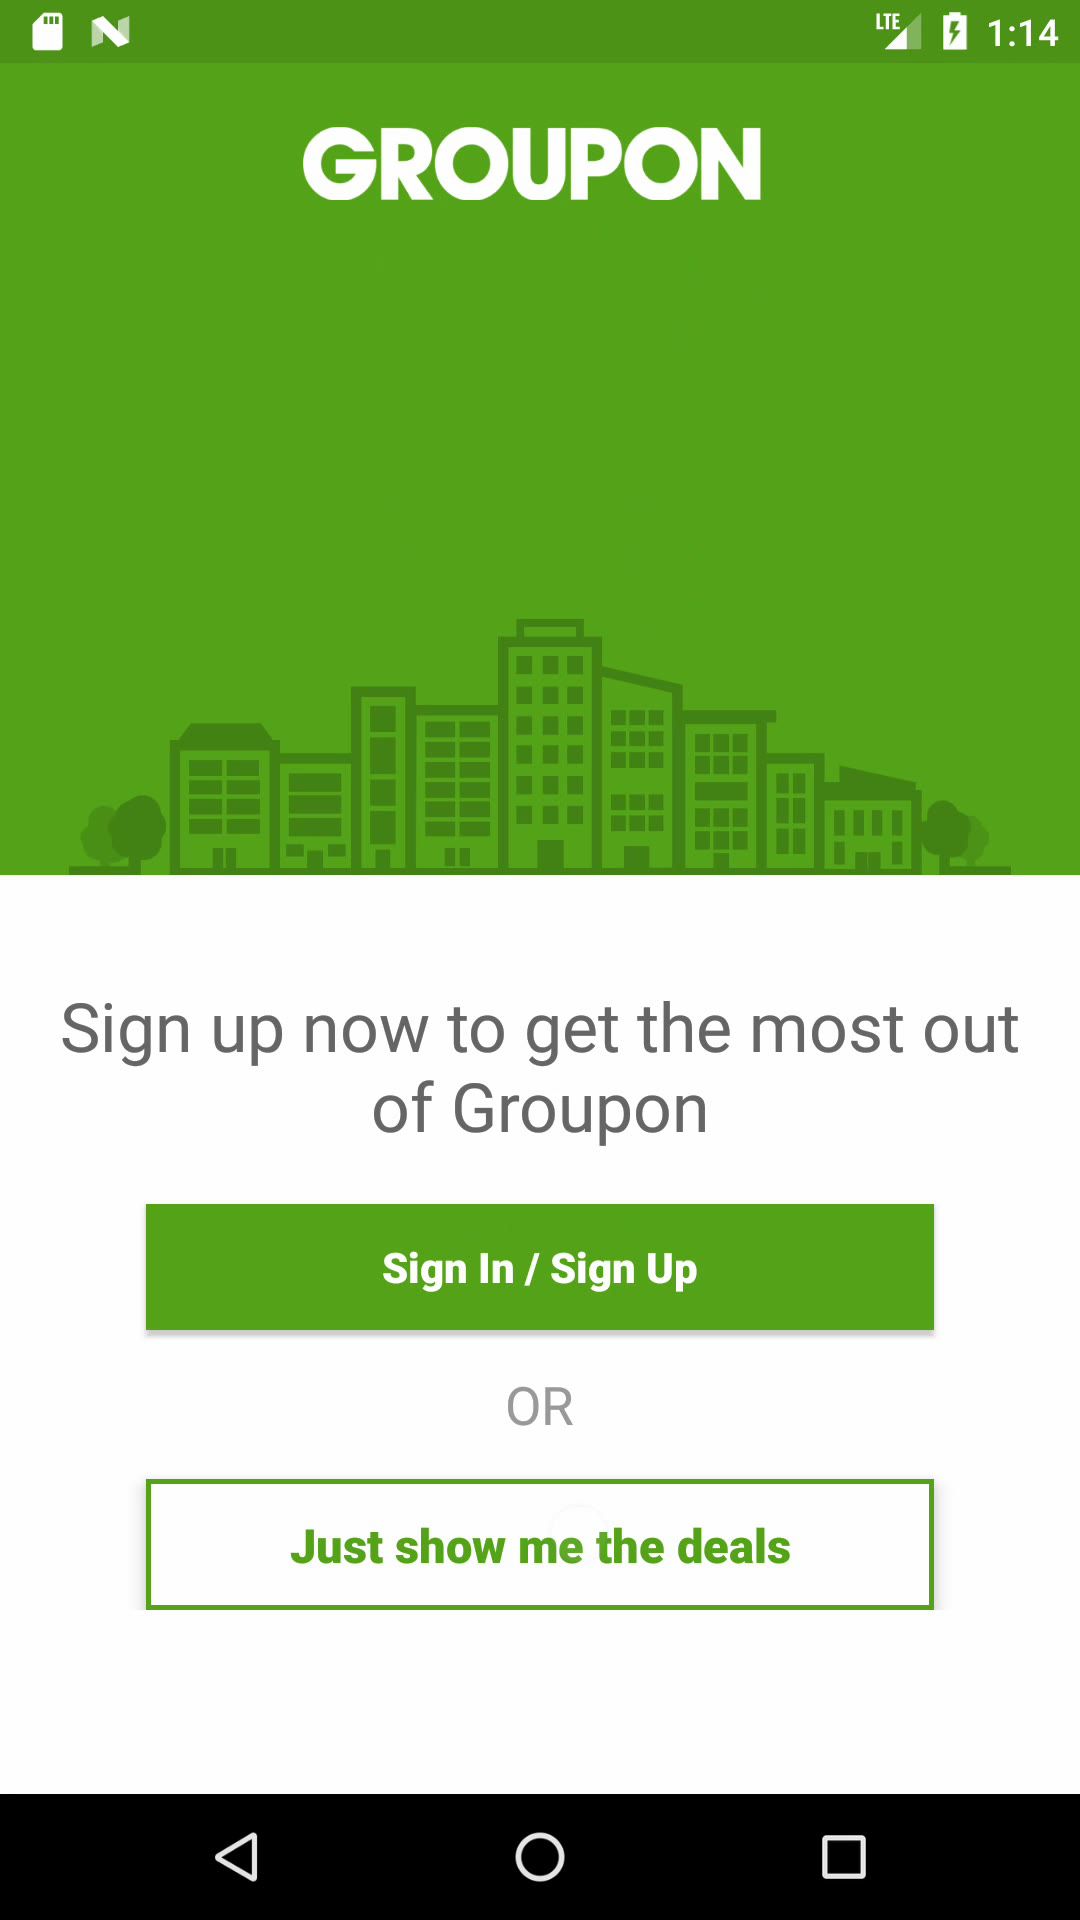 LTE 1:14
GROUPON
Sign up now to get the most out
of Groupon
Sign In / Sign Up
OR
Just show me the deals